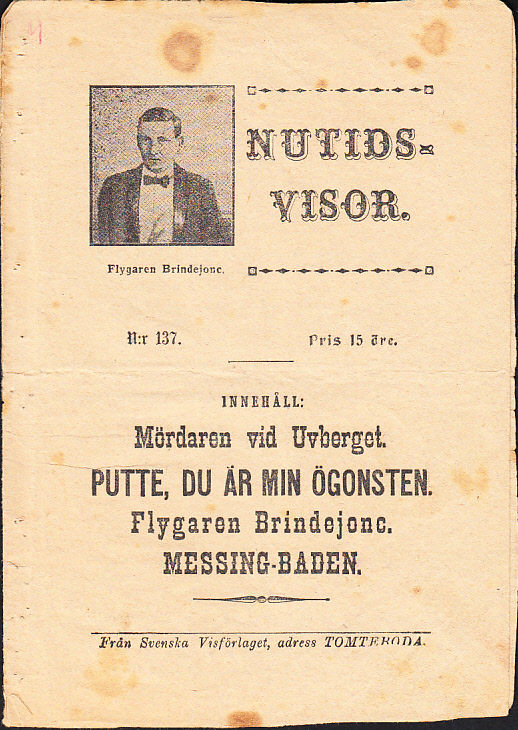 NUTIDS-
VISOR.
Flygaren Brindejonc.
N:r 137.
Pris 15 öre.
INNEHÅLL:
Mördaren vid Uvberget.
PUTTE, DU ÄR MIN ÖGONSTEN.
Flygaren Brindejonc.
MESSING-BADEN.
Från Svenska Visförlaget, adress TOMTEBODA.